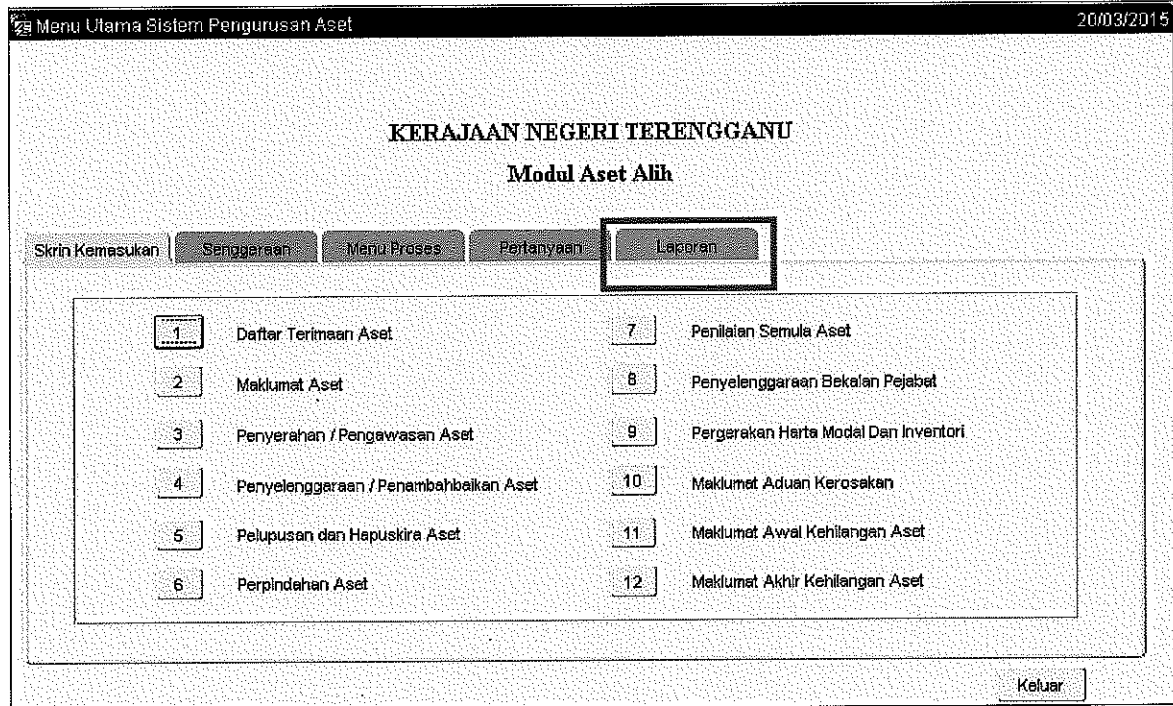 Menu Utama Sistem Pengurusan Aset 20/03/2015
KERAJAAN NEGERI TERENGGANU
Modul Aset Alih
Skrin Kemasukan Senggaraan Menu Proses Pertanyaan Laporan
1 Daftar Terimaan Aset
2 Maklumat Aset
3 Penyerahan / Pengawasan Aset
4 Penyelenggaraan / Penambahbaikan Aset
5 Pelupusan dan Hapuskira Aset
6 Perpindahan Aset
7 Penilaian Semula Aset
8 Penyelenggaraan Bekalan Pejabat
9 Pergerakan Harta Modal Dan Inventori
10 Maklumat Aduan Kerosakan
11 Maklumat Awal Kehilangan Aset
12 Maklumat Akhir Kehilangan Aset
Keluar